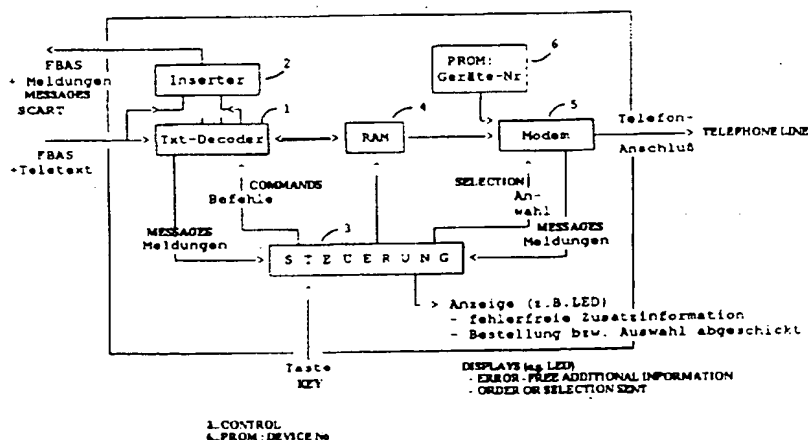 FBAS
+ Meldungen
MESSAGES
SCART
Inserter
2
PROM:
Geräte-Nr
6
FBAS
+Teletext
Txt-Decoder
1
RAM
4
Modem
5
Telefon-
Anschluß
TELEPHONE LINE
COMMANDS
Befehle
SELECTION
An-
wahl
MESSAGES
Meldungen
MESSAGES
Meldungen
3
STEUERUNG
Anzeige (z.B.LED)
- fehlerfreie Zusatzinformation
- Bestellung bzw. Auswahl abgeschickt
Taste
KEY
DISPLAYS (e.g. LED)
- ERROR-FREE ADDITIONAL INFORMATION
- ORDER OR SELECTION SENT
3..CONTROL
6..PROM: DEVICE No